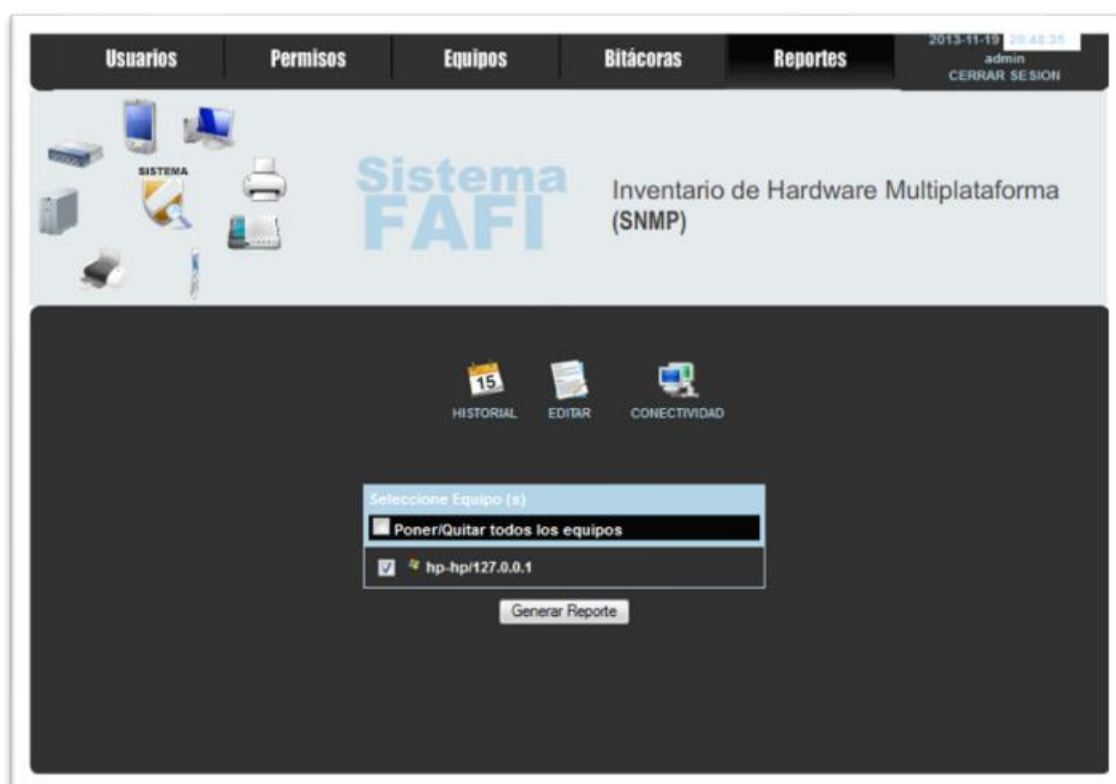 Usuarios
Permisos
Equipos
Bitácoras
Reportes
2013-11-19 20:48:35
admin
CERRAR SESION
SISTEMA
Sistema
FAFI
Inventario de Hardware Multiplataforma
(SNMP)
15
HISTORIAL
EDITAR
CONECTIVIDAD
Seleccione Equipo (s)
Poner/Quitar todos los equipos
hp-hp/127.0.0.1
Generar Reporte